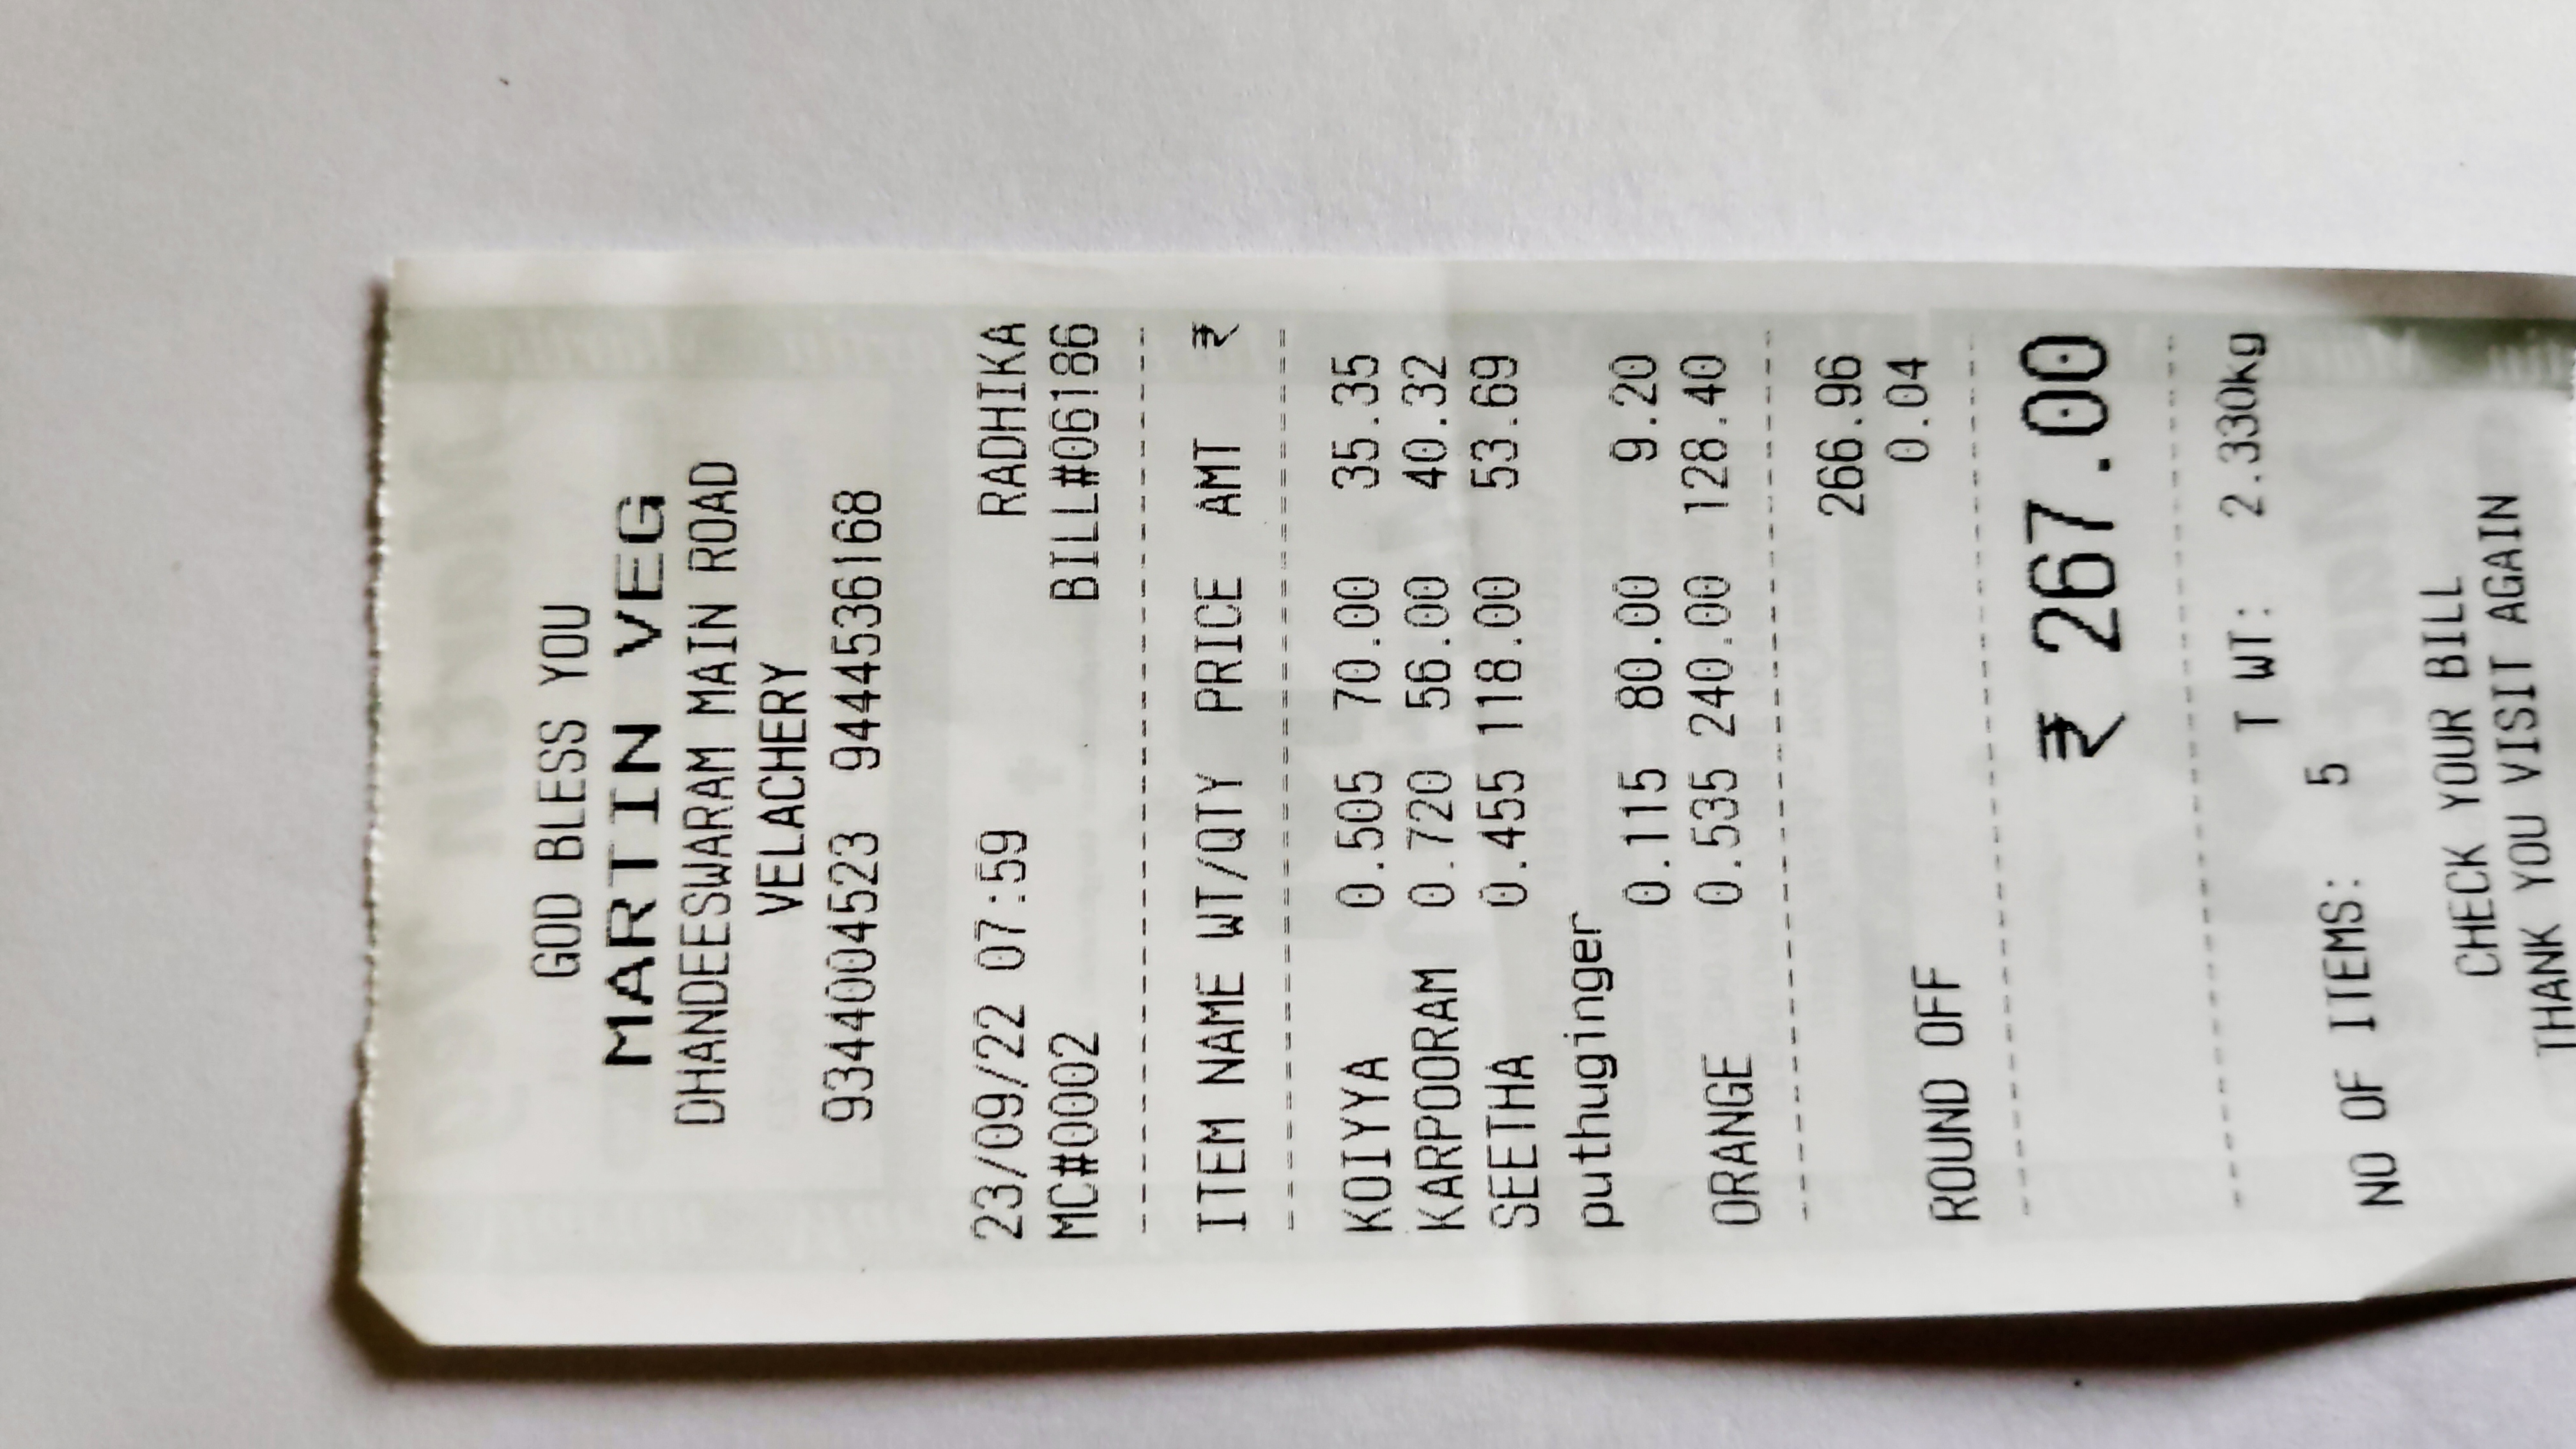 GOD BLESS YOU
MARTIN VEG
DHANDEESWARAM MAIN ROAD
VELACHERY
9344004523 9444536168
23/09/22 07:59 RADHIKA
MC#0002 BILL#06186
ITEM NAME WT/QTY PRICE AMT ₹
KOIYYA 0.505 70.00 35.35
KARPOORAM 0.720 56.00 40.32
SEETHA 0.455 118.00 53.69
puthuginger
0.115 80.00 9.20
ORANGE 0.535 240.00 128.40
266.96
ROUND OFF 0.04
₹ 267.00
T WT: 2.330kg
NO OF ITEMS: 5
CHECK YOUR BILL
THANK YOU VISIT AGAIN